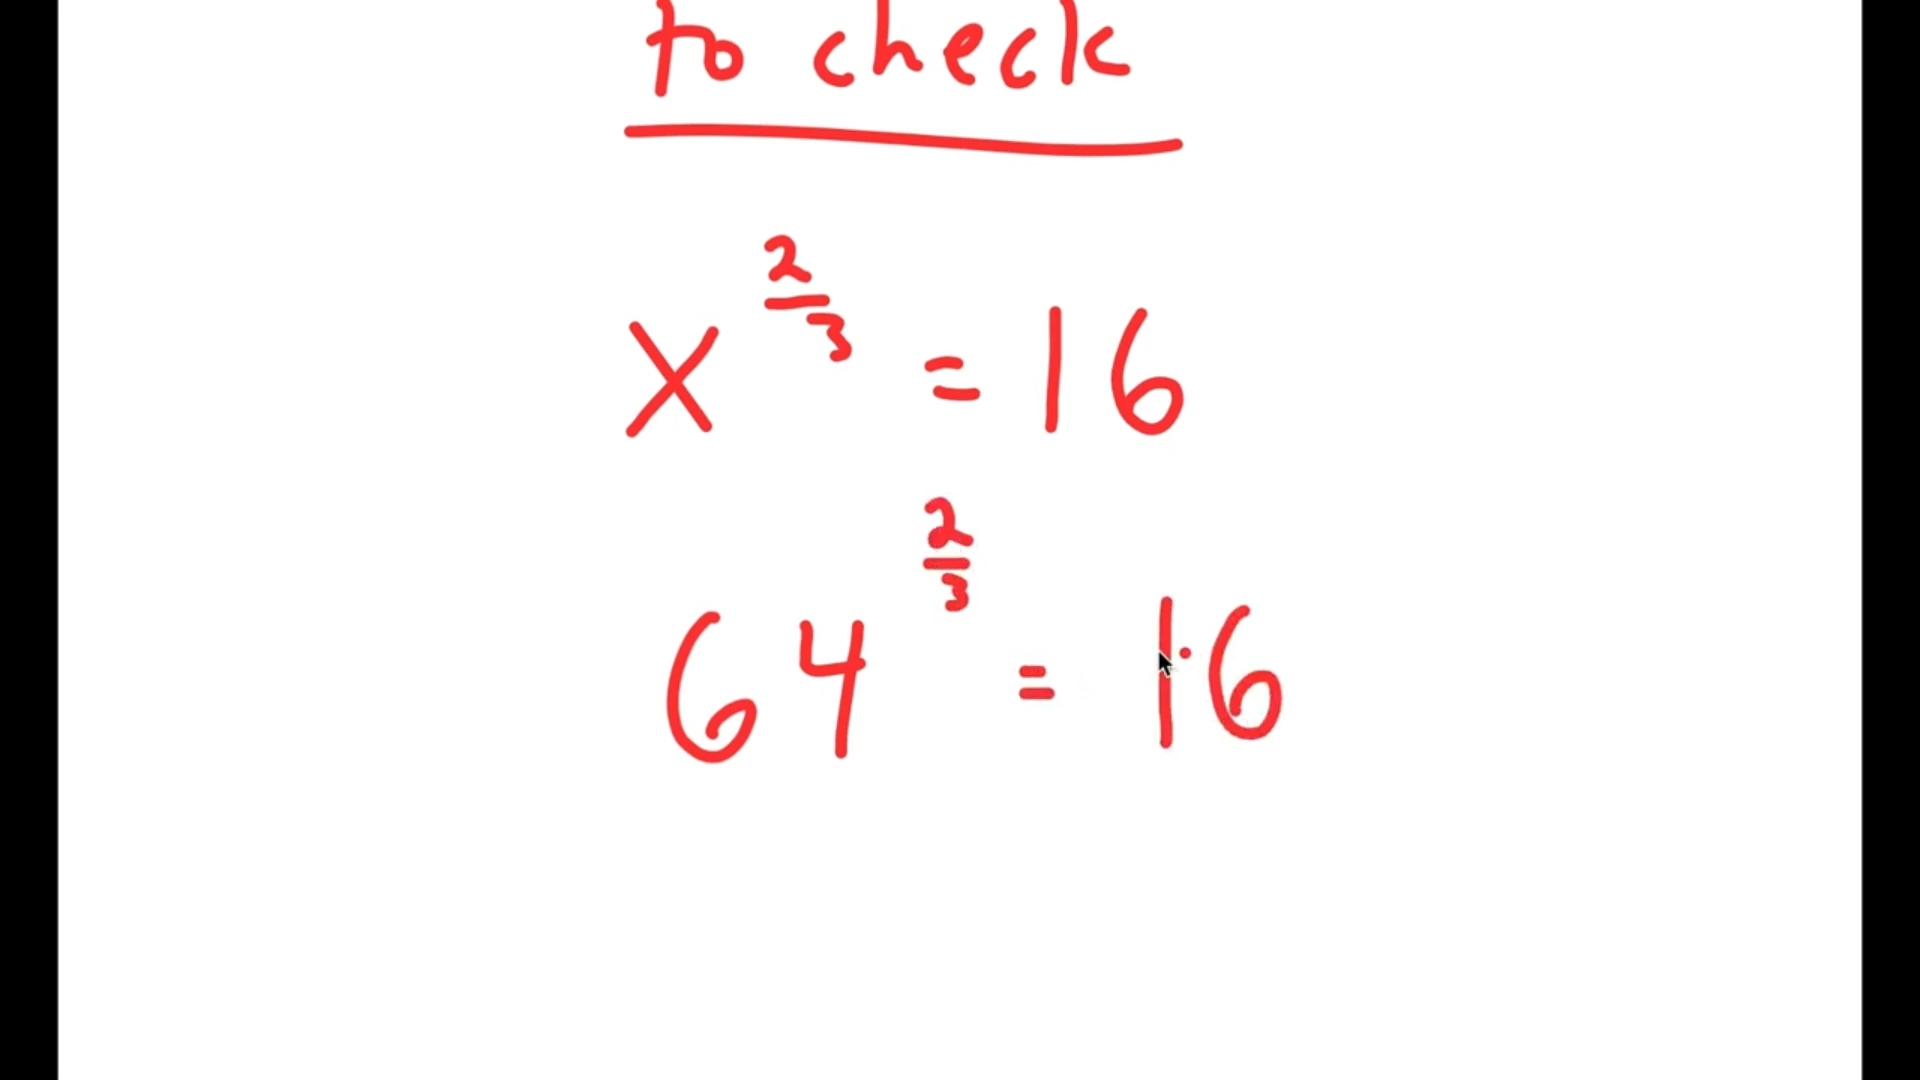 to check
x^{2/3} = 16
64^{2/3} = 16